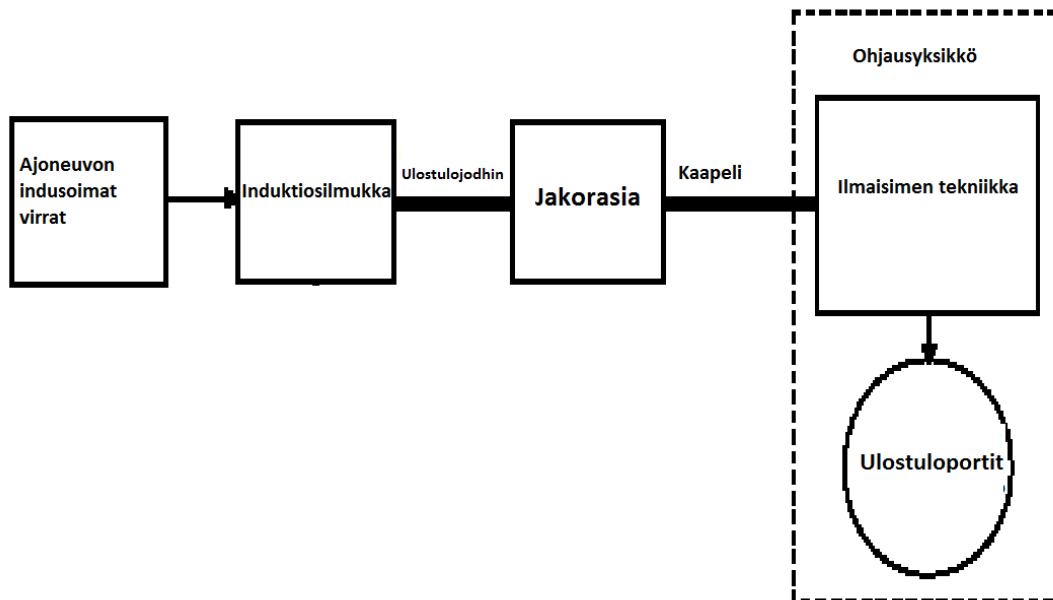 Ohjausyksikkö
Ajoneuvon
indusoimat
virrat
Induktiosilmukka
Ulostulojodhin
Jakorasia
Kaapeli
Ilmaisimen tekniikka
Ulostuloportit